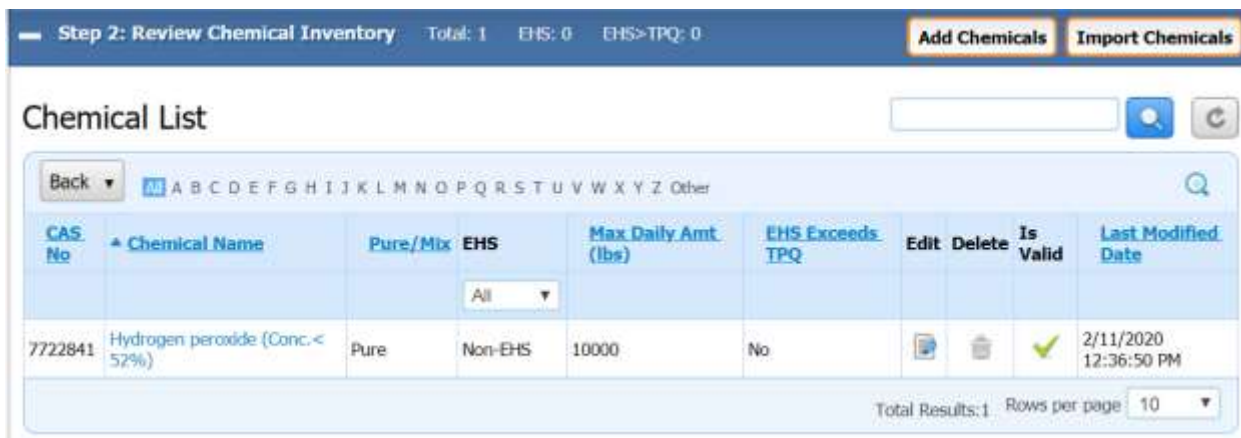 Step 2: Review Chemical Inventory Total: 1 EHS: 0 EHS>TPQ: 0 Add Chemicals Import Chemicals
Chemical List
Back All A B C D E F G H I J K L M N O P Q R S T U V W X Y Z Other
CAS No Chemical Name Pure/Mix EHS Max Daily Amt (lbs) EHS Exceeds TPQ Edit Delete Is Valid Last Modified Date
All
7722841 Hydrogen peroxide (Conc.< 52%) Pure Non-EHS 10000 No 2/11/2020 12:36:50 PM
Total Results:1 Rows per page 10